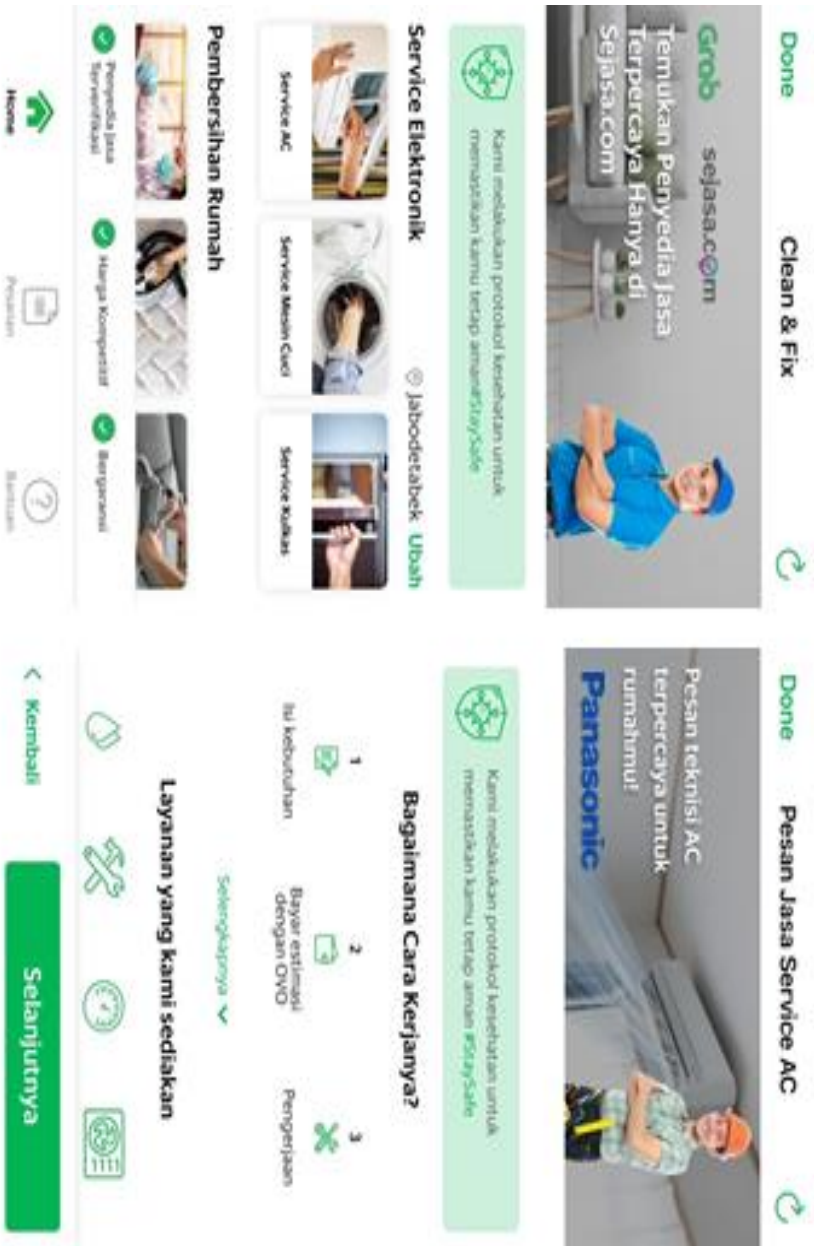 Done
Clean & Fix
Grab
sejasa.com
Temukan Penyedia Jasa
Terpercaya Hanya di
Sejasa.com
Kami melakukan protokol kesehatan untuk
memastikan kamu tetap aman#StaySafe
Service Elektronik
Jabodetabek Ubah
Service AC
Service Mesin Cuci
Service Kulkas
Pembersihan Rumah
Penyedia Jasa
Terverifikasi
Harga Kompetitif
Bergaransi
Home
Pesanan
Bantuan
Done
Pesan Jasa Service AC
Pesan teknisi AC
terpercaya untuk
rumahmu!
Panasonic
Kami melakukan protokol kesehatan untuk
memastikan kamu tetap aman #StaySafe
Bagaimana Cara Kerjanya?
1
Isi kebutuhan
2
Bayar estimasi
dengan OVO
3
Pengerjaan
Selengkapnya
Layanan yang kami sediakan
Kembali
Selanjutnya